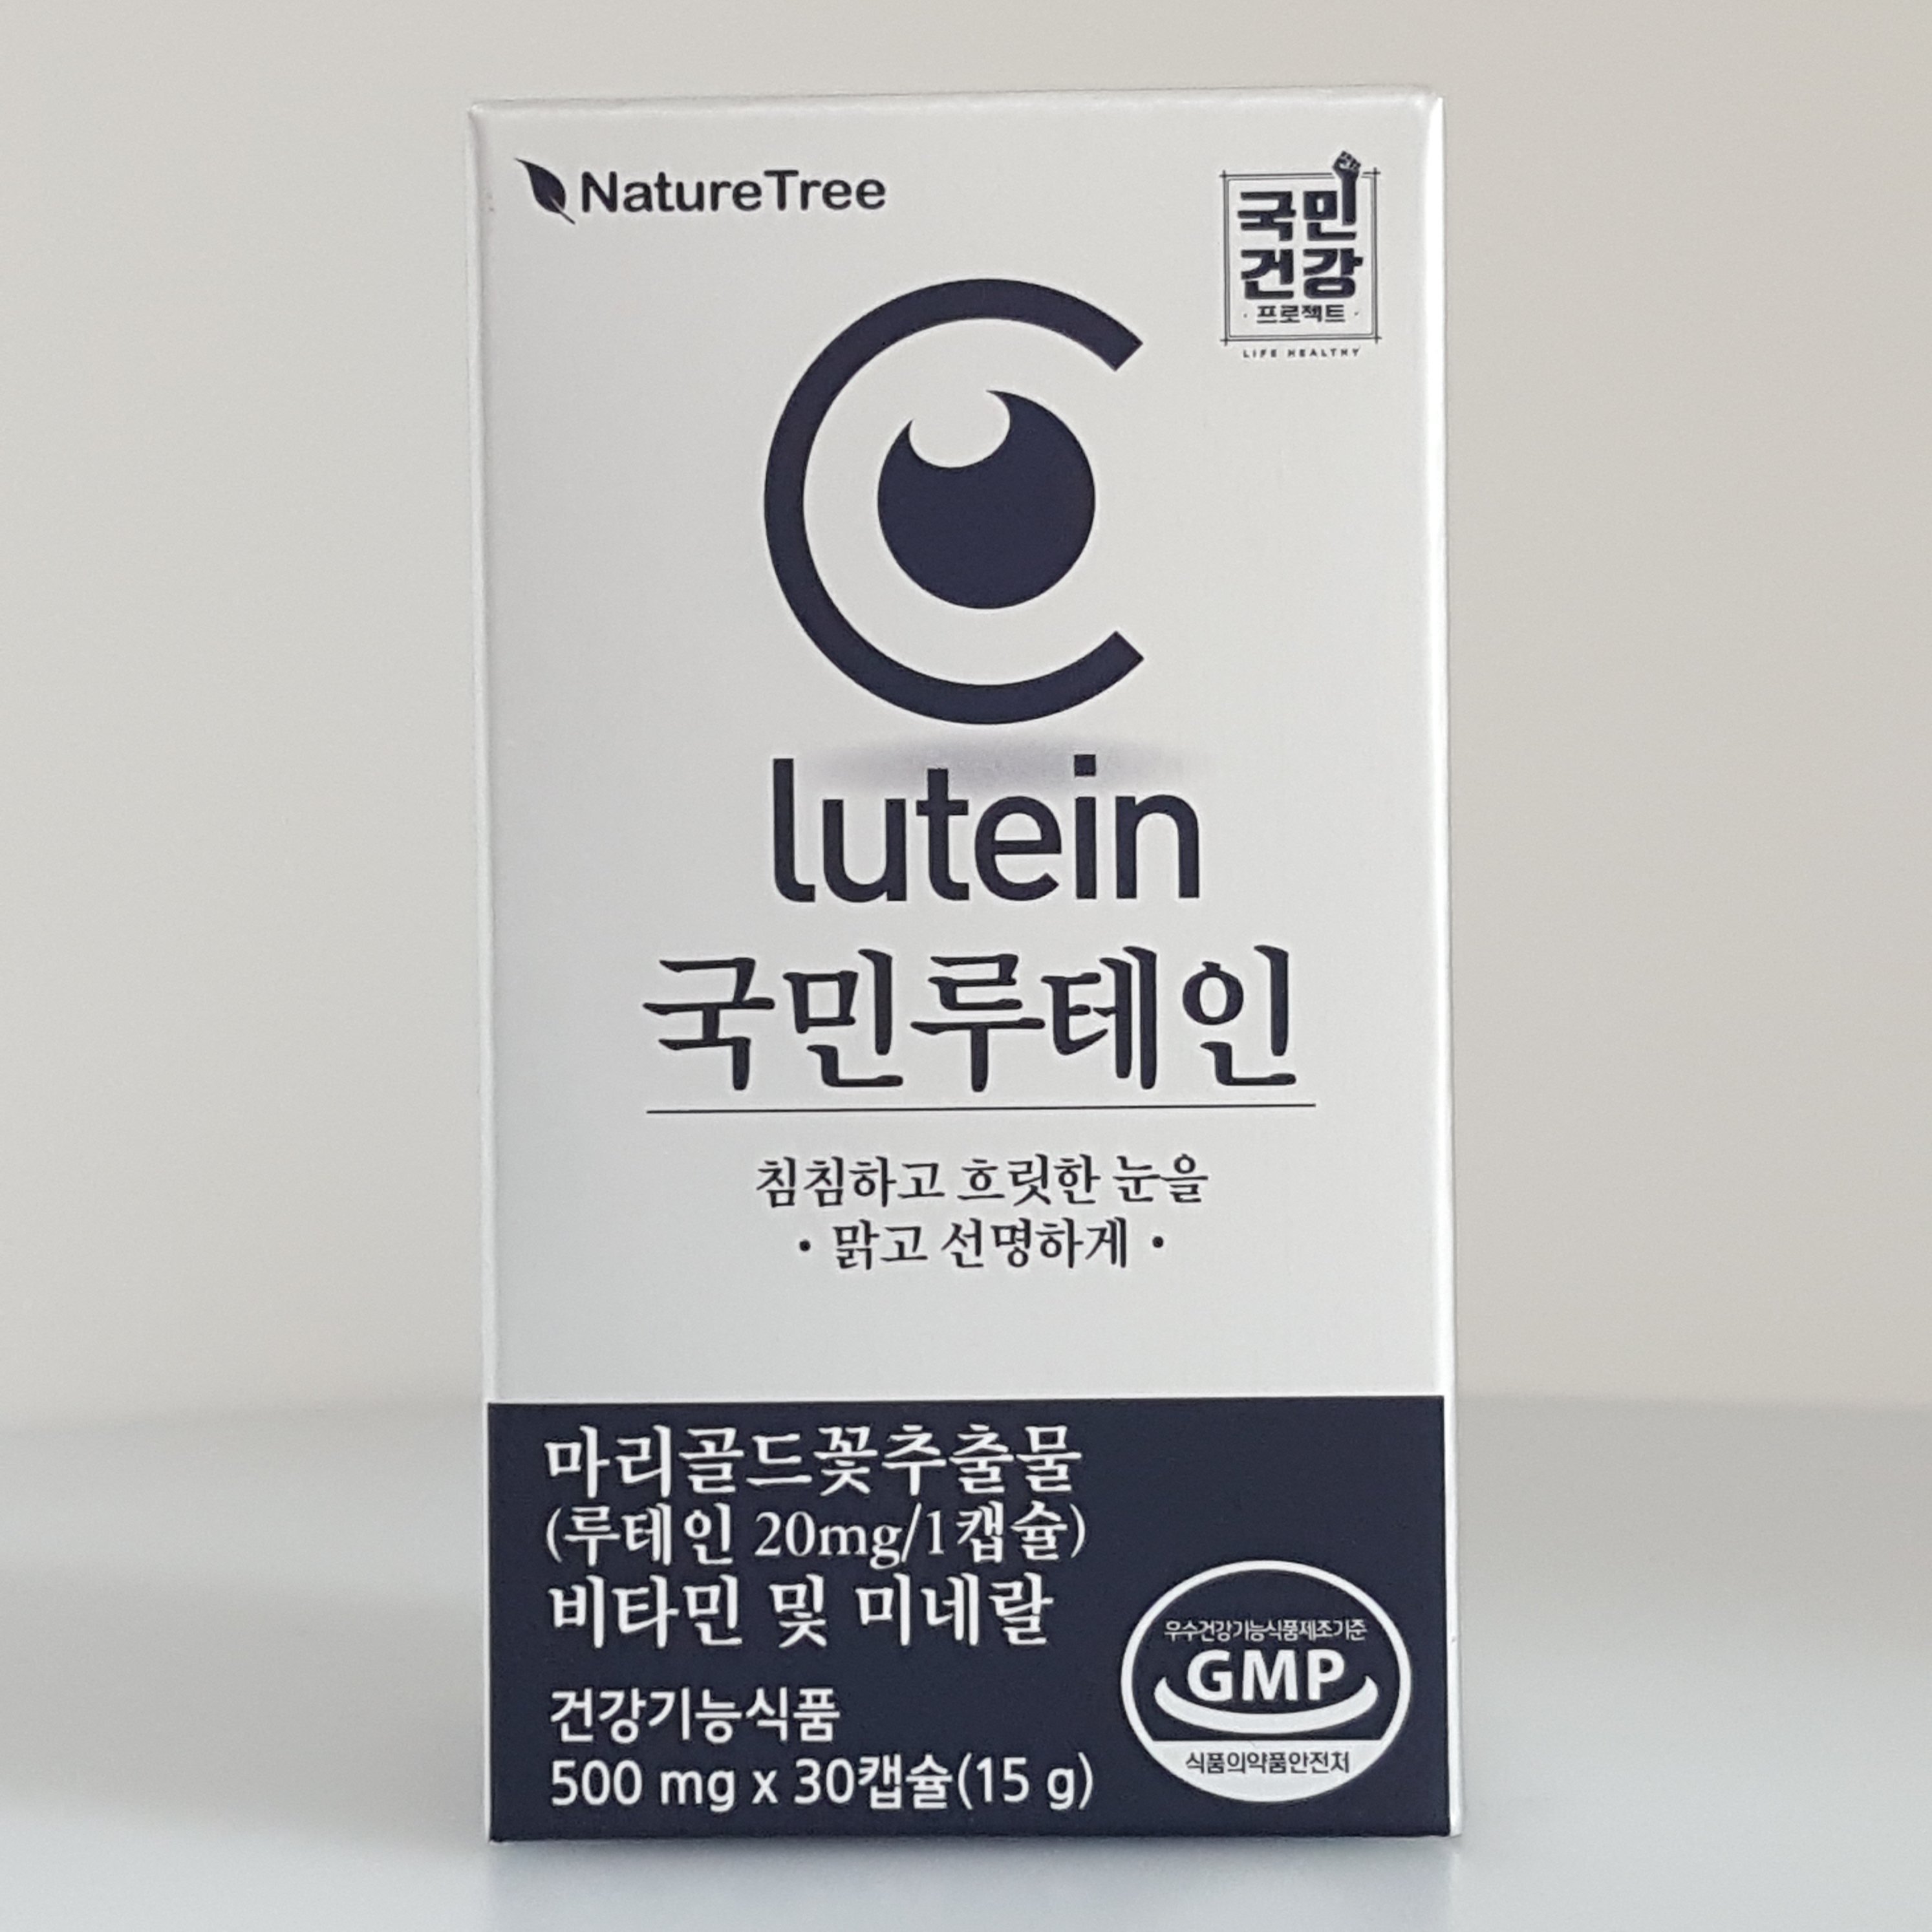 NatureTree
국민
건강
· 프로젝트 ·
LIFE HEALTHY
lutein
국민루테인
침침하고 흐릿한 눈을
· 맑고 선명하게 ·
마리골드꽃추출물
(루테인 20mg/1캡슐)
비타민 및 미네랄
건강기능식품
500 mg x 30캡슐(15 g)
우수건강기능식품제조기준
GMP
식품의약품안전처